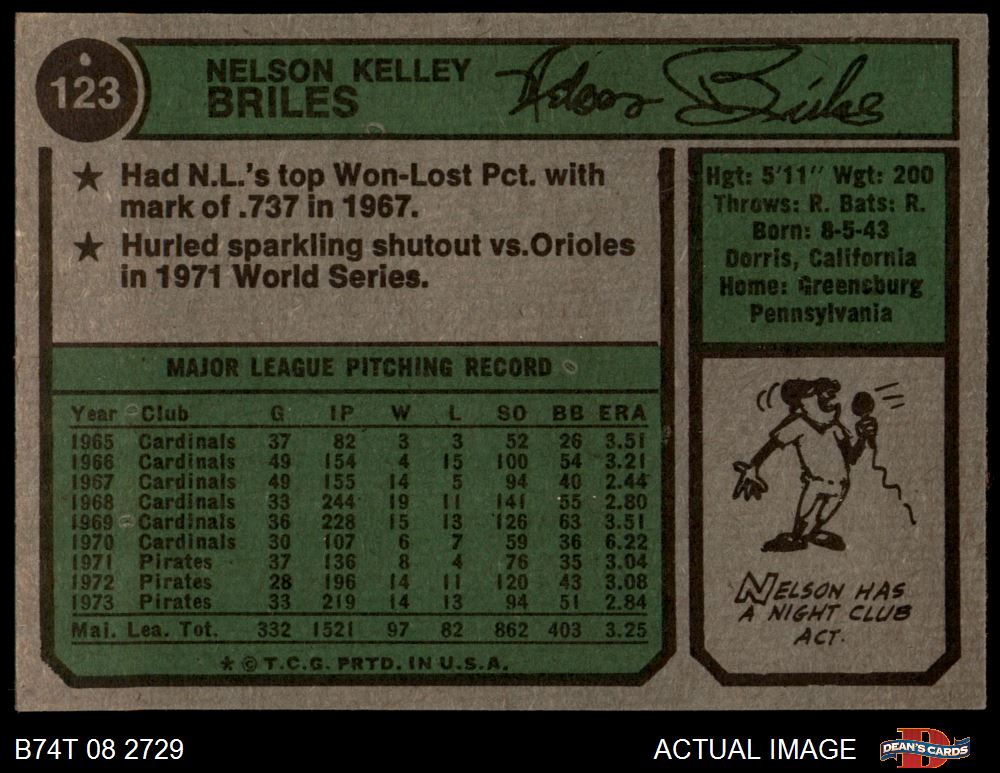 123
NELSON KELLEY
BRILES
Nelson Briles
★ Had N.L.'s top Won-Lost Pct. with
mark of .737 in 1967.
★ Hurled sparkling shutout vs.Orioles
in 1971 World Series.
Hgt: 5'11" Wgt: 200
Throws: R. Bats: R.
Born: 8-5-43
Dorris, California
Home: Greensburg
Pennsylvania
MAJOR LEAGUE PITCHING RECORD
Year Club G IP W L SO BB ERA
1965 Cardinals 37 82 3 3 52 26 3.51
1966 Cardinals 49 154 4 15 100 54 3.21
1967 Cardinals 49 155 14 5 94 40 2.44
1968 Cardinals 33 244 19 11 141 55 2.80
1969 Cardinals 36 228 15 13 126 63 3.51
1970 Cardinals 30 107 6 7 59 36 6.22
1971 Pirates 37 136 8 4 76 35 3.04
1972 Pirates 28 196 14 11 120 43 3.08
1973 Pirates 33 219 14 13 94 51 2.84
Maj. Lea. Tot. 332 1521 97 82 862 403 3.25
★ © T.C.G. PRTD. IN U.S.A.
NELSON HAS
A NIGHT CLUB
ACT.
B74T 08 2729
ACTUAL IMAGE
DEAN'S CARDS